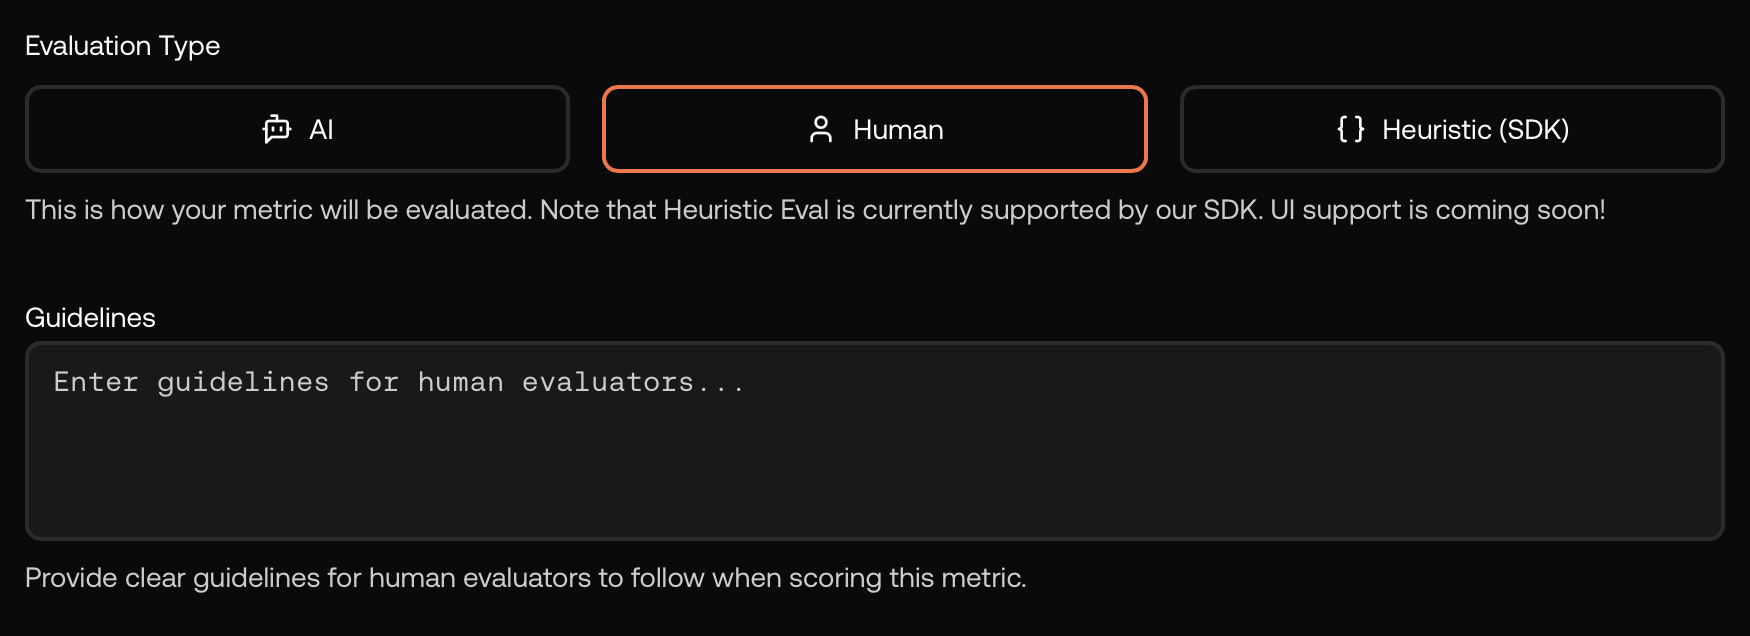 Evaluation Type
AI
Human
Heuristic (SDK)
This is how your metric will be evaluated. Note that Heuristic Eval is currently supported by our SDK. UI support is coming soon!
Guidelines
Enter guidelines for human evaluators...
Provide clear guidelines for human evaluators to follow when scoring this metric.